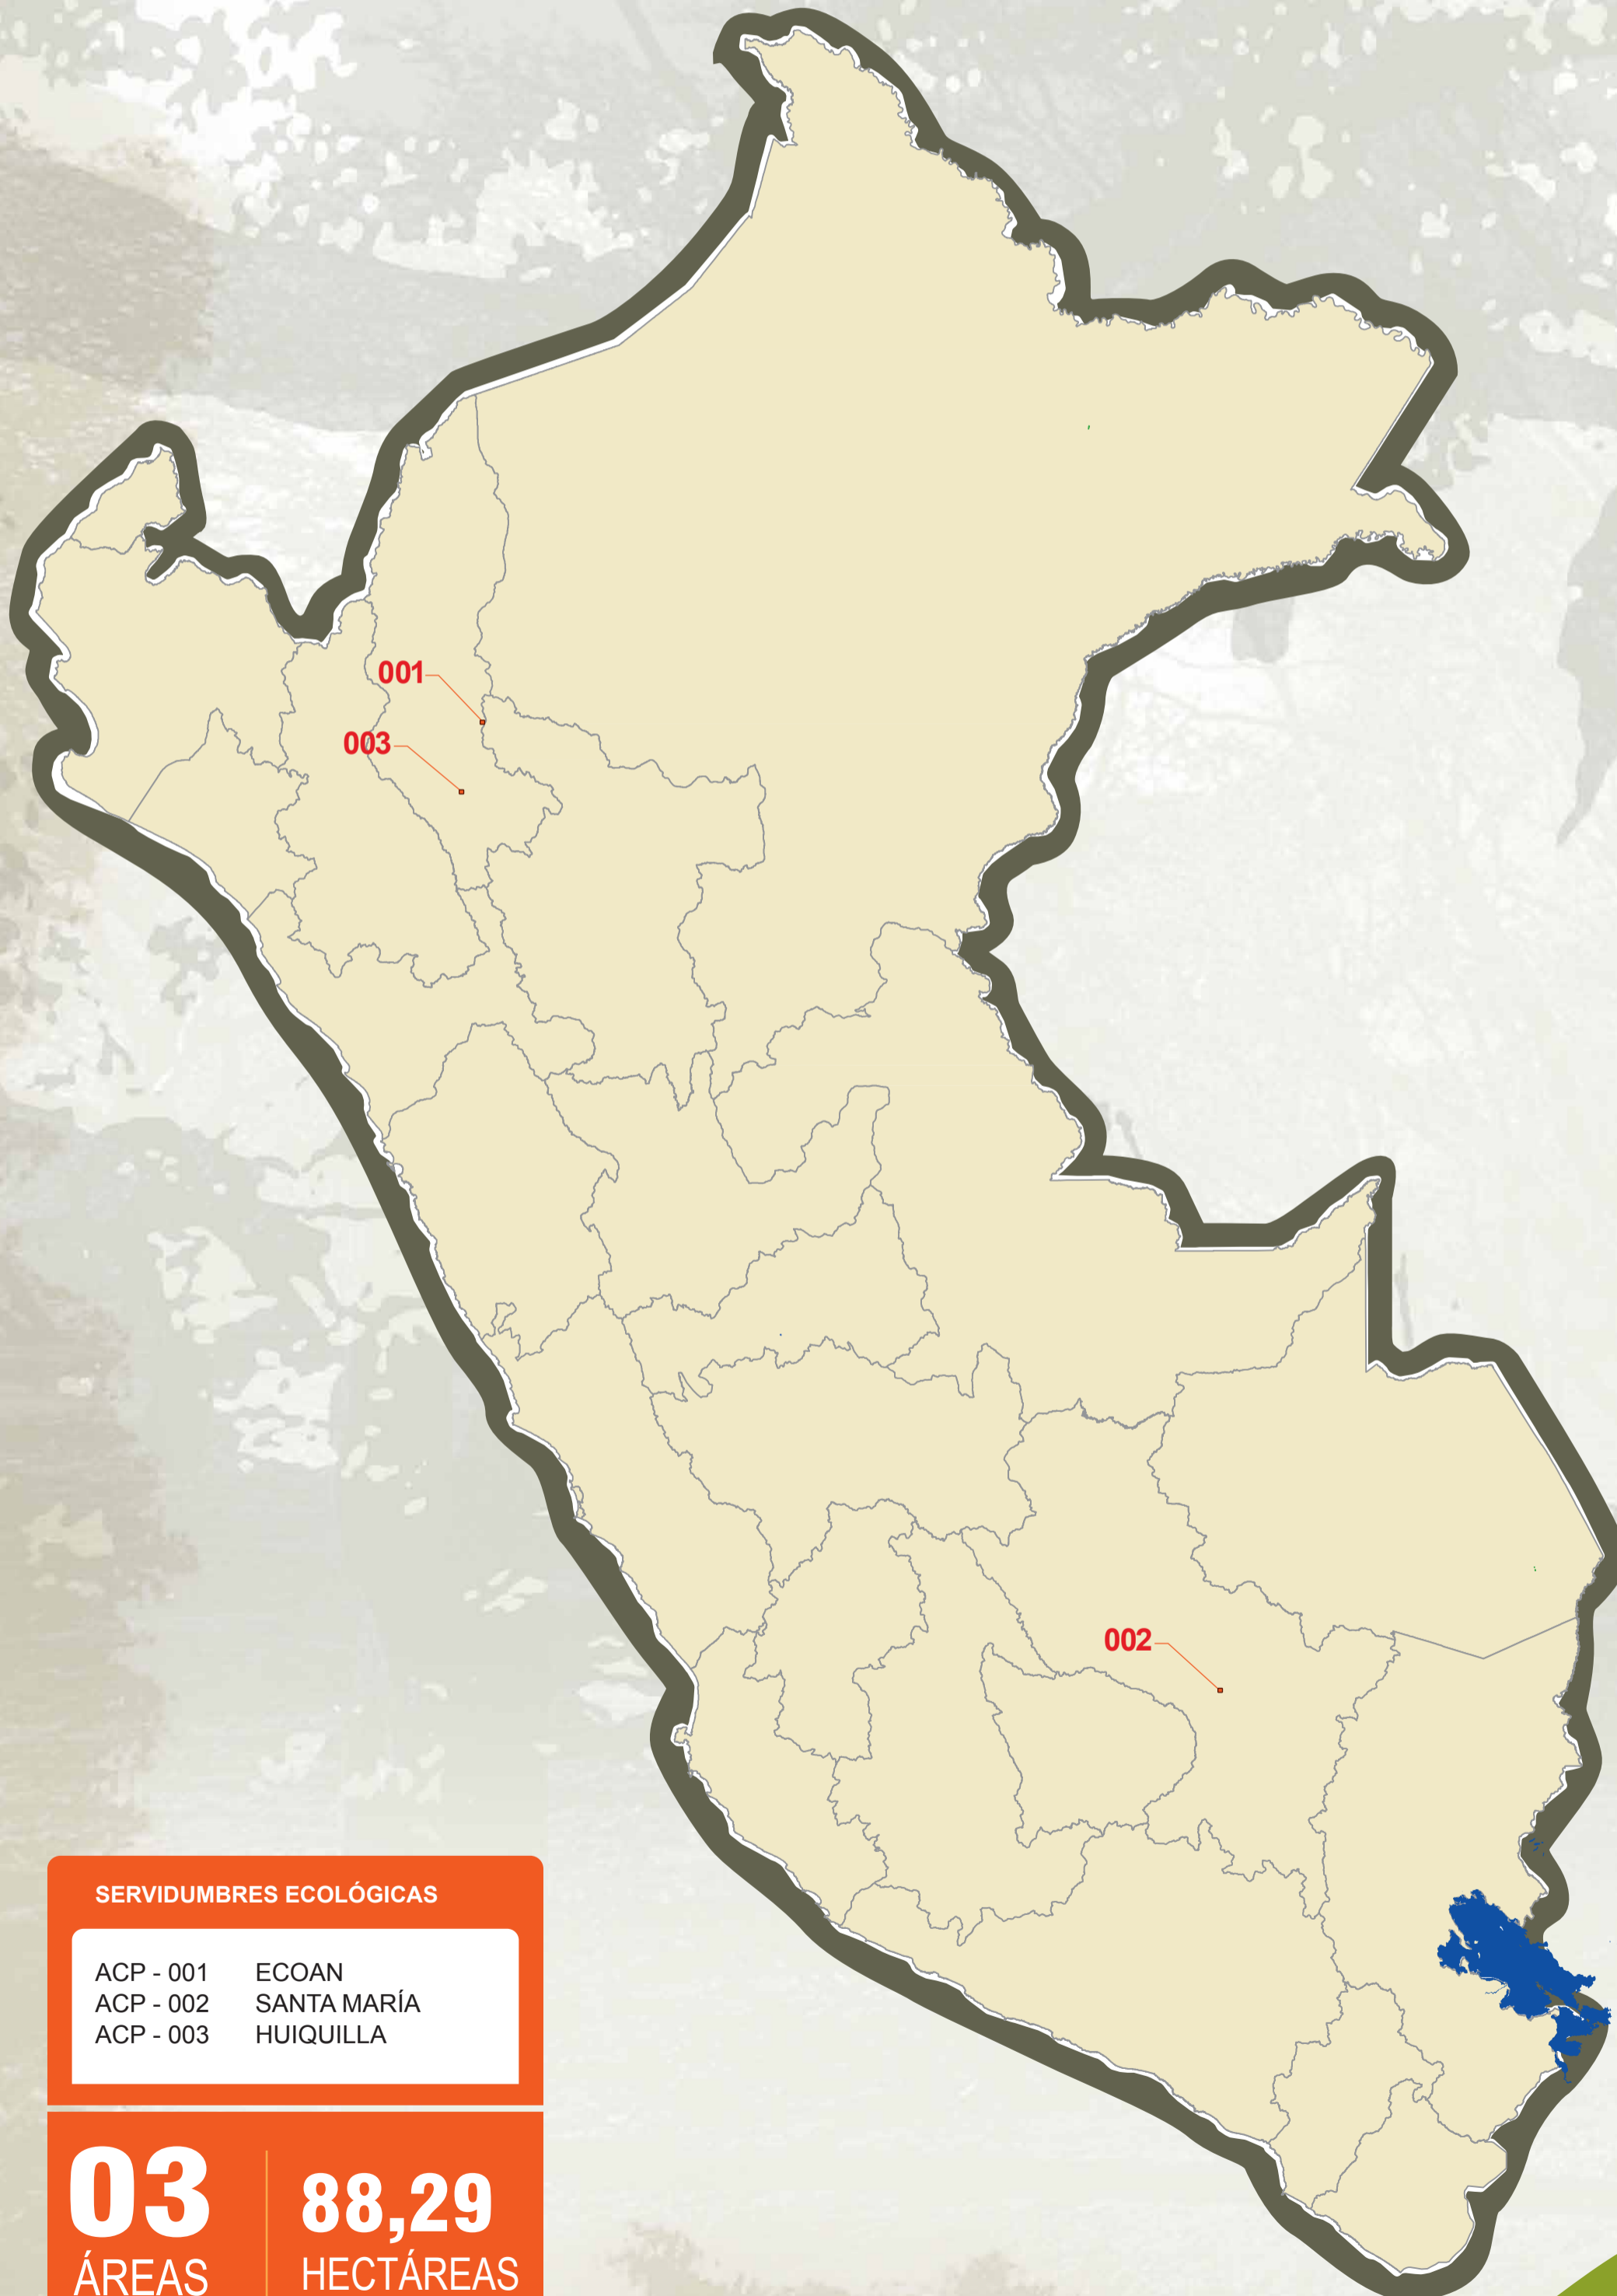 001
003
002
SERVIDUMBRES ECOLÓGICAS
ACP - 001 ECOAN
ACP - 002 SANTA MARÍA
ACP - 003 HUIQUILLA
03
ÁREAS
88,29
HECTÁREAS